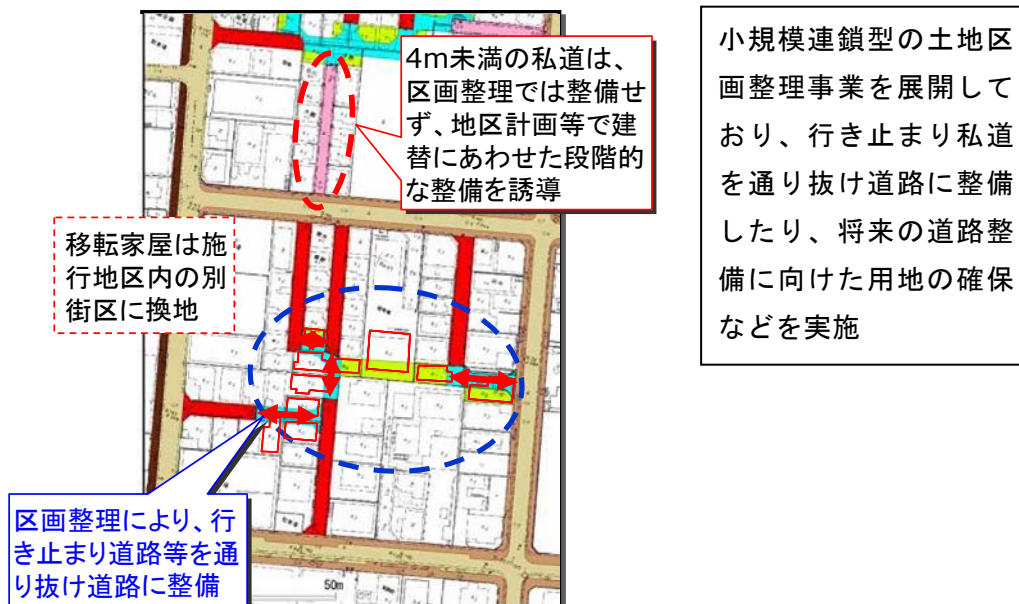 4m未満の私道は、
区画整理では整備せ
ず、地区計画等で建
替にあわせた段階的
な整備を誘導
小規模連鎖型の土地区
画整理事業を展開して
おり、行き止まり私道
を通り抜け道路に整備
したり、将来の道路整
備に向けた用地の確保
などを実施
移転家屋は施
行地区内の別
街区に換地
区画整理により、行
き止まり道路等を通
り抜け道路に整備
50m